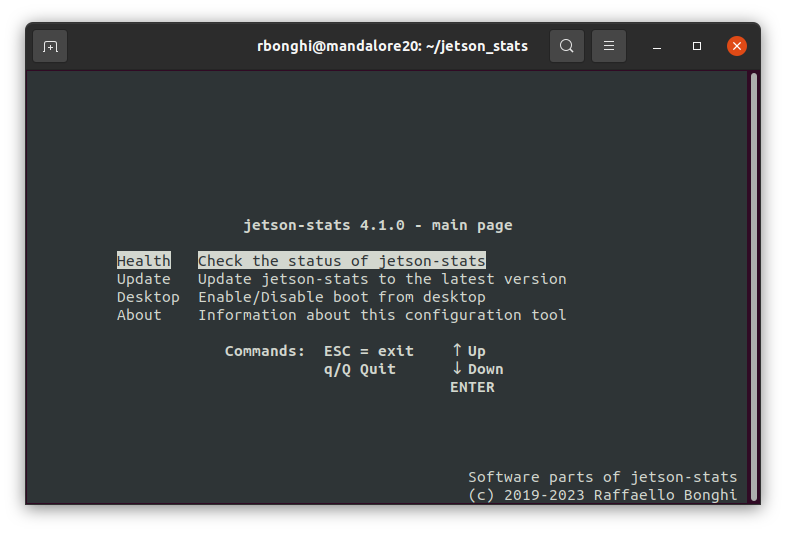 rbonghi@mandalore20: ~/jetson_stats
jetson-stats 4.1.0 - main page
Health Check the status of jetson-stats
Update Update jetson-stats to the latest version
Desktop Enable/Disable boot from desktop
About Information about this configuration tool
Commands: ESC = exit ↑ Up
q/Q Quit ↓ Down
ENTER
Software parts of jetson-stats
(c) 2019-2023 Raffaello Bonghi